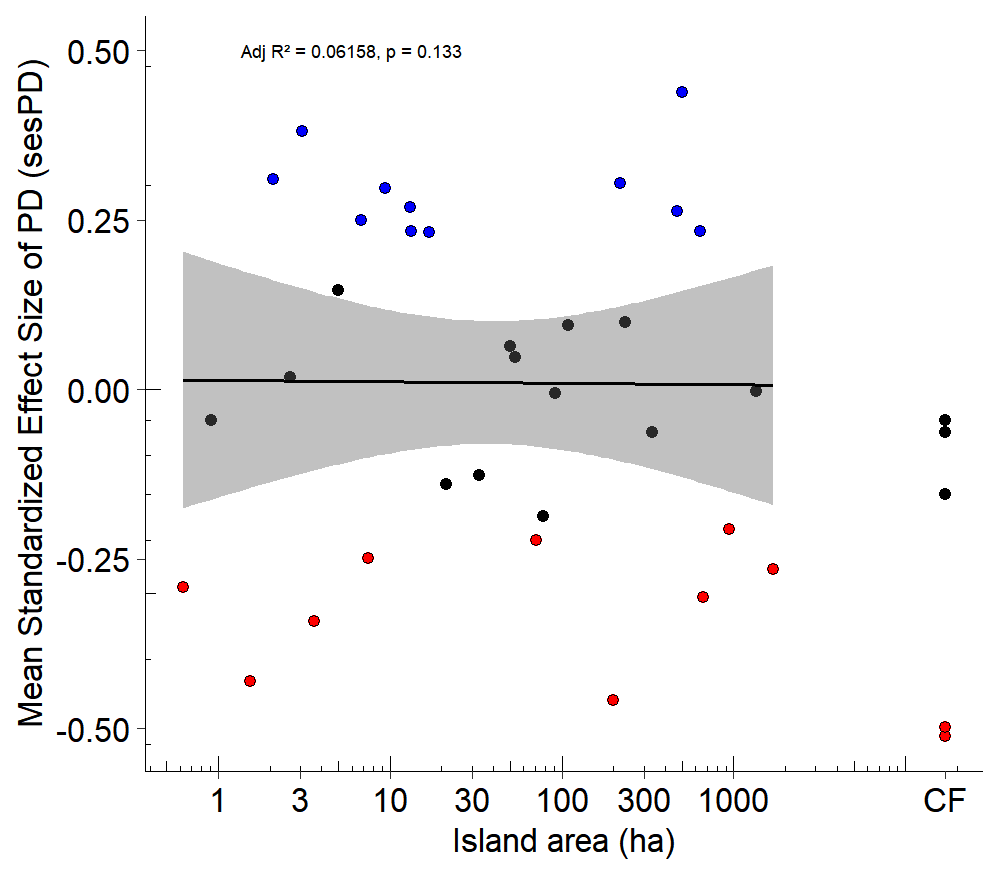 Adj R² = 0.06158, p = 0.133
Mean Standardized Effect Size of PD (sesPD)
0.50
0.25
0.00
-0.25
-0.50
1 3 10 30 100 300 1000 CF
Island area (ha)